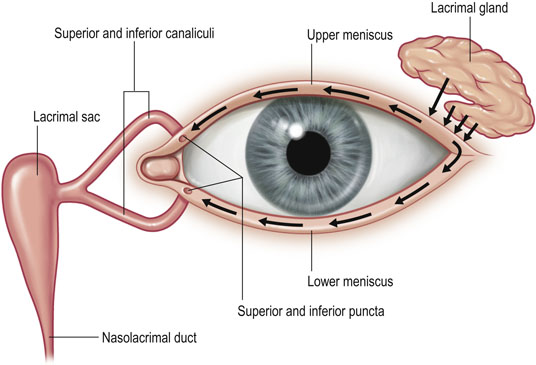 Lacrimal gland
Superior and inferior canaliculi
Upper meniscus
Lacrimal sac
Lower meniscus
Superior and inferior puncta
Nasolacrimal duct